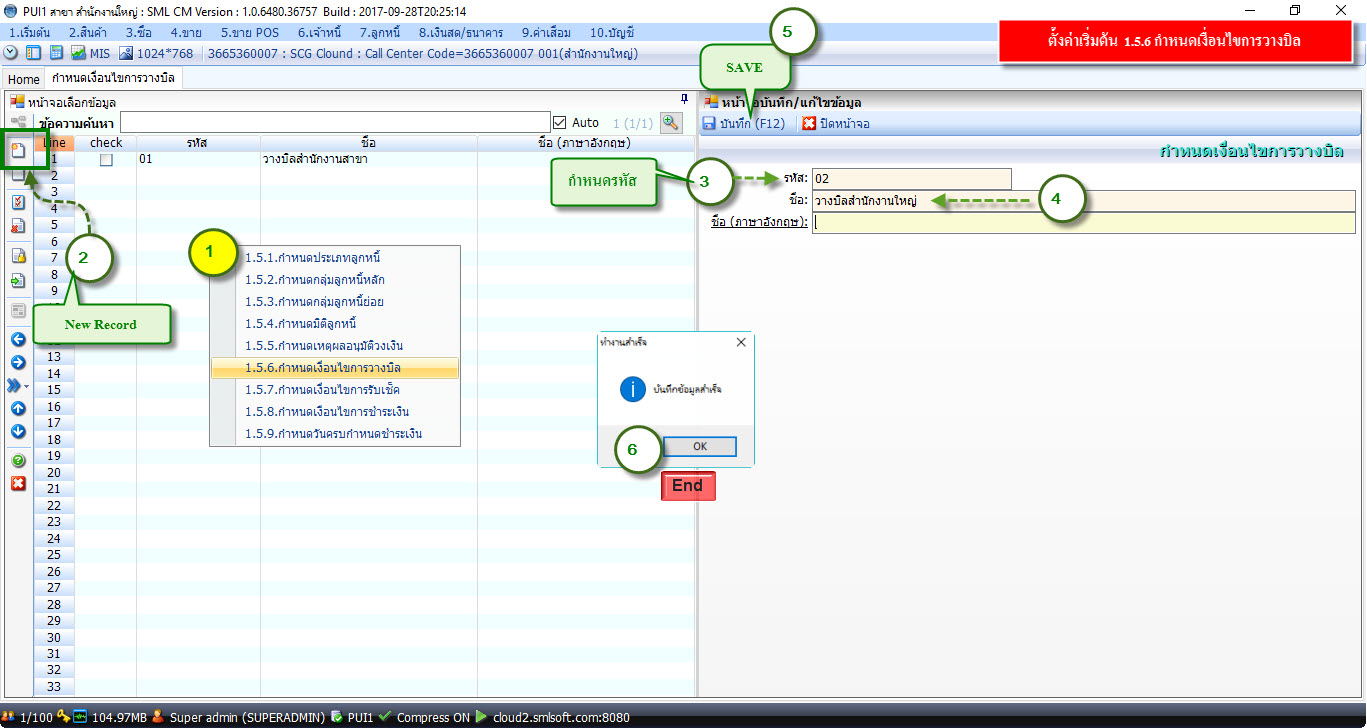 PUI1 สาขา สำนักงานใหญ่ : SML CM Version : 1.0.6480.36757 Build : 2017-09-28T20:25:14
1.เริ่มต้น 2.สินค้า 3.ซื้อ 4.ขาย 5.ขาย POS 6.เจ้าหนี้ 7.ลูกหนี้ 8.เงินสด/ธนาคาร 9.ค่าเสื่อม 10.บัญชี
5
ตั้งค่าเริ่มต้น 1.5.6 กำหนดเงื่อนไขการวางบิล
MIS 1024*768 3665360007 : SCG Clound : Call Center Code=3665360007 001(สำนักงานใหญ่)
SAVE
Home กำหนดเงื่อนไขการวางบิล
หน้าจอเลือกข้อมูล
ข้อความค้นหา Auto 1 (1/1)
Line check รหัส ชื่อ ชื่อ (ภาษาอังกฤษ)
1 01 วางบิลสำนักงานสาขา
2
3
4
5
6
7
8
9
13
14
15
16
17
18
19
20
21
22
23
24
25
26
27
28
29
30
31
32
33
2
New Record
1
1.5.1.กำหนดประเภทลูกหนี้
1.5.2.กำหนดกลุ่มลูกหนี้หลัก
1.5.3.กำหนดกลุ่มลูกหนี้ย่อย
1.5.4.กำหนดมิติลูกหนี้
1.5.5.กำหนดเหตุผลอนุมัติวงเงิน
1.5.6.กำหนดเงื่อนไขการวางบิล
1.5.7.กำหนดเงื่อนไขการรับเช็ค
1.5.8.กำหนดเงื่อนไขการชำระเงิน
1.5.9.กำหนดวันครบกำหนดชำระเงิน
หน้าจอบันทึก/แก้ไขข้อมูล
บันทึก (F12) ปิดหน้าจอ
กำหนดเงื่อนไขการวางบิล
กำหนดรหัส 3 รหัส: 02
ชื่อ: วางบิลสำนักงานใหญ่ 4
ชื่อ (ภาษาอังกฤษ):
ทำงานสำเร็จ
บันทึกข้อมูลสำเร็จ
6 OK
End
1/100 104.97MB Super admin (SUPERADMIN) PUI1 Compress ON cloud2.smlsoft.com:8080